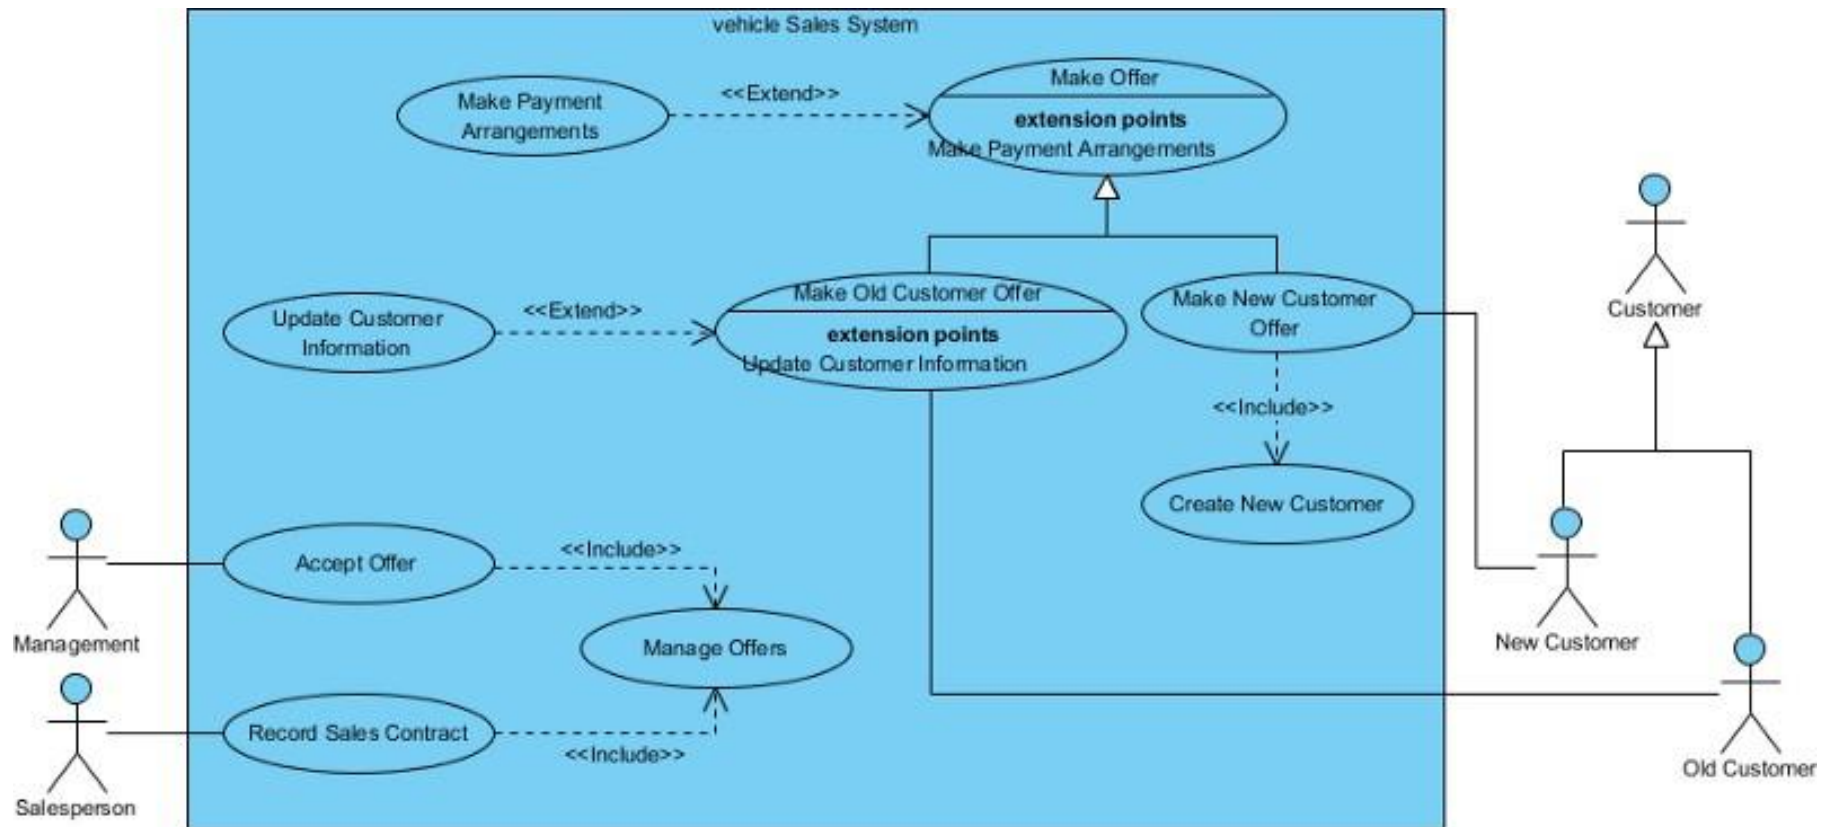 vehicle Sales System
Make Payment
Arrangements
<<Extend>>
Make Offer
extension points
Make Payment Arrangements
Customer
Update Customer
Information
<<Extend>>
Make Old Customer Offer
extension points
Update Customer Information
Make New Customer
Offer
<<Include>>
Create New Customer
Management
Accept Offer
<<Include>>
Manage Offers
New Customer
Salesperson
Record Sales Contract
<<Include>>
Old Customer